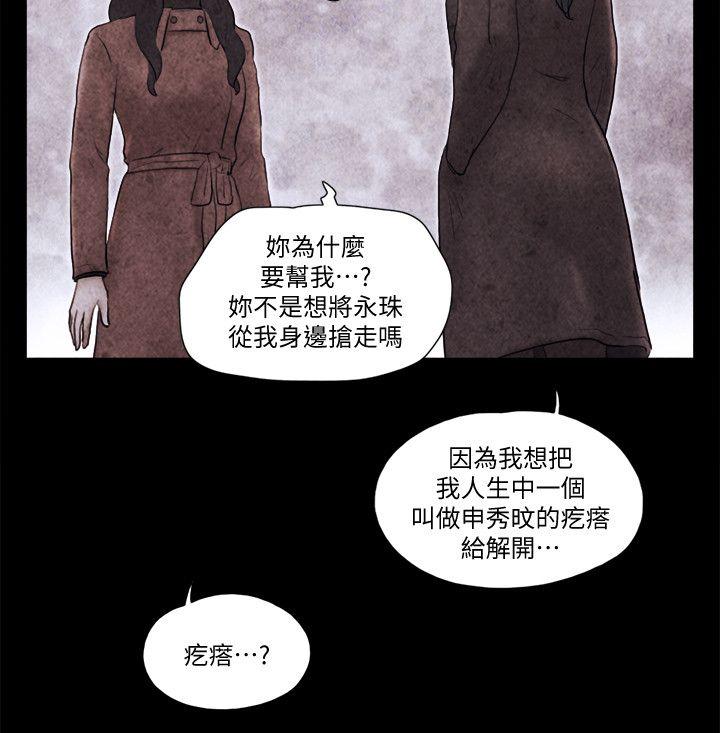 妳為什麼
要幫我…?
妳不是想將永珠
從我身邊搶走嗎
因為我想把
我人生中一個
叫做申秀旼的疙瘩
給解開…
疙瘩…?